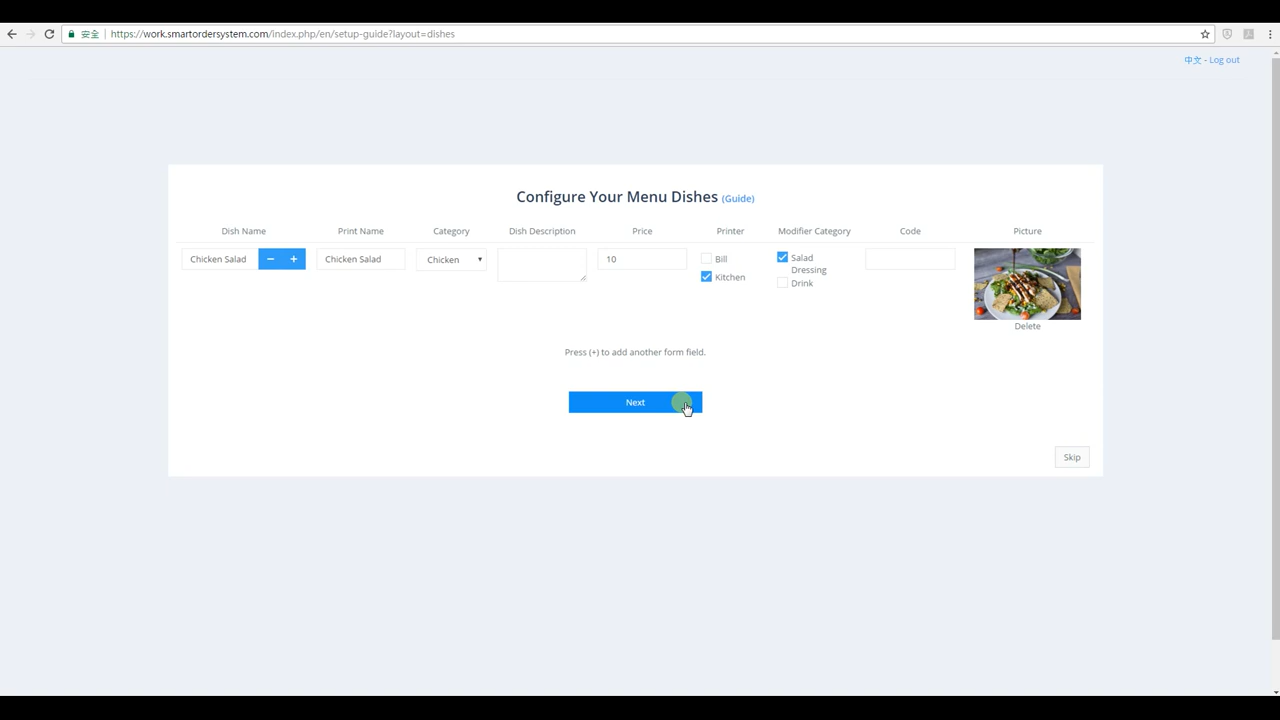 安全 https://work.smartordersystem.com/index.php/en/setup-guide?layout=dishes
中文 - Log out
Configure Your Menu Dishes (Guide)
Dish Name Print Name Category Dish Description Price Printer Modifier Category Code Picture
Chicken Salad − + Chicken Salad Chicken 10 Bill Salad
Dressing
Kitchen Drink
Delete
Press (+) to add another form field.
Next
Skip